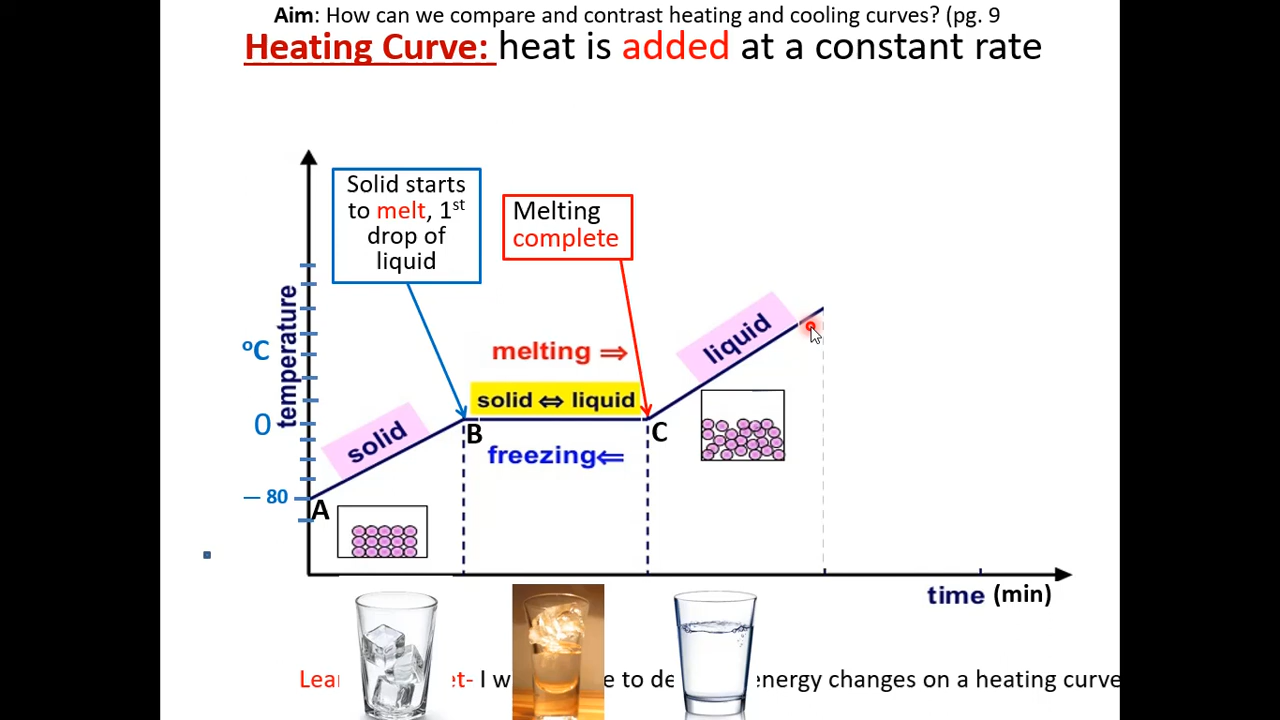 Aim: How can we compare and contrast heating and cooling curves? (pg. 9
Heating Curve: heat is added at a constant rate
Solid starts
to melt, 1st
drop of
liquid
Melting
complete
temperature
ºC
0
— 80
melting ⇒
solid ⇔ liquid
freezing⇐
solid
liquid
A
B
C
time (min)
Lear et- I w e to de energy changes on a heating curve